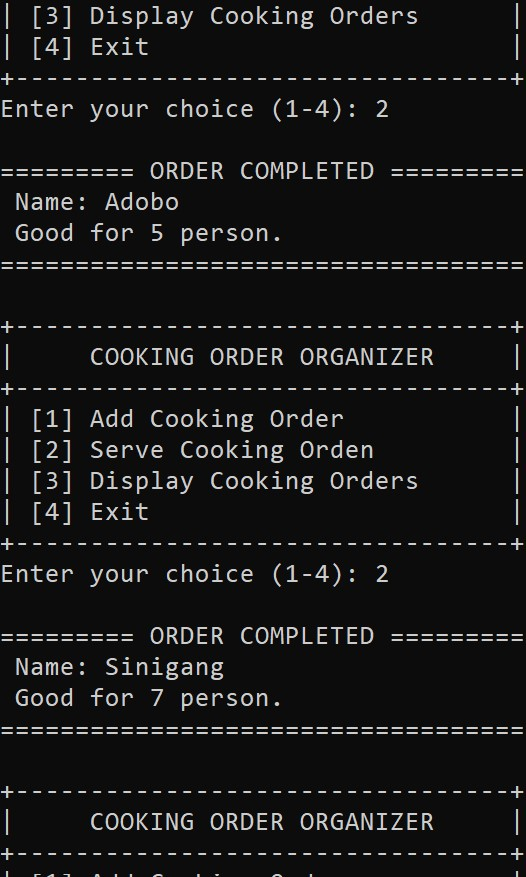 | [3] Display Cooking Orders      |
| [4] Exit                        |
+---------------------------------+
Enter your choice (1-4): 2
========= ORDER COMPLETED =========
Name: Adobo
Good for 5 person.
===================================
+---------------------------------+
|     COOKING ORDER ORGANIZER     |
+---------------------------------+
| [1] Add Cooking Order           |
| [2] Serve Cooking Orden         |
| [3] Display Cooking Orders      |
| [4] Exit                        |
+---------------------------------+
Enter your choice (1-4): 2
========= ORDER COMPLETED =========
Name: Sinigang
Good for 7 person.
===================================
+---------------------------------+
|     COOKING ORDER ORGANIZER     |
+---------------------------------+